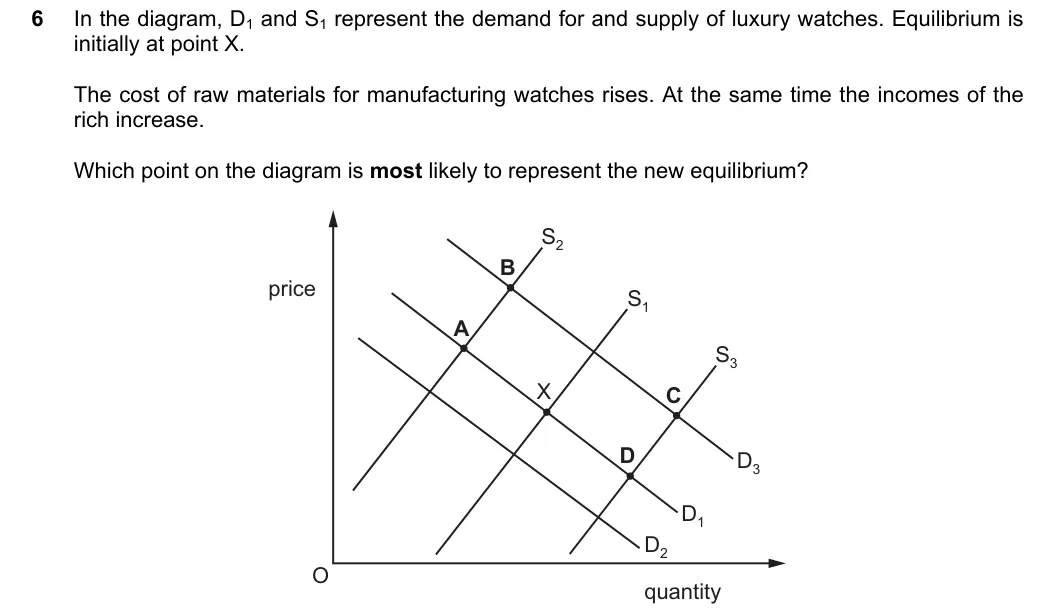 6 In the diagram, D₁ and S₁ represent the demand for and supply of luxury watches. Equilibrium is
initially at point X.
The cost of raw materials for manufacturing watches rises. At the same time the incomes of the
rich increase.
Which point on the diagram is most likely to represent the new equilibrium?
S₂
B
price
S₁
A
S₃
X
C
D
D₃
D₁
D₂
O
quantity